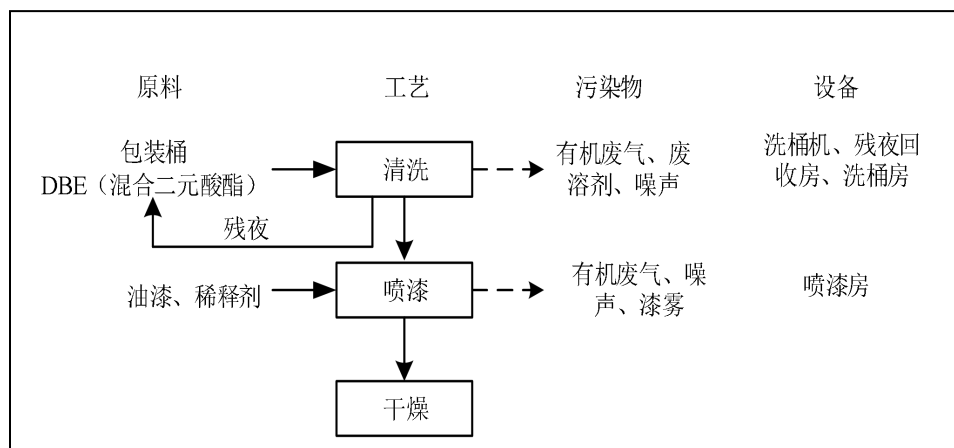 原料 工艺 污染物 设备
包装桶
DBE（混合二元酸酯）
清洗
有机废气、废
溶剂、噪声
洗桶机、残夜回
收房、洗桶房
残夜
油漆、稀释剂
喷漆
有机废气、噪
声、漆雾
喷漆房
干燥